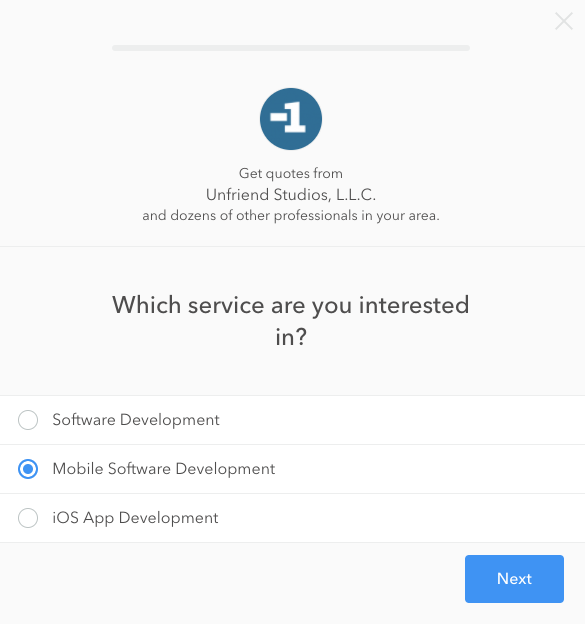 -1
Get quotes from
Unfriend Studios, L.L.C.
and dozens of other professionals in your area.
Which service are you interested
in?
Software Development
Mobile Software Development
iOS App Development
Next